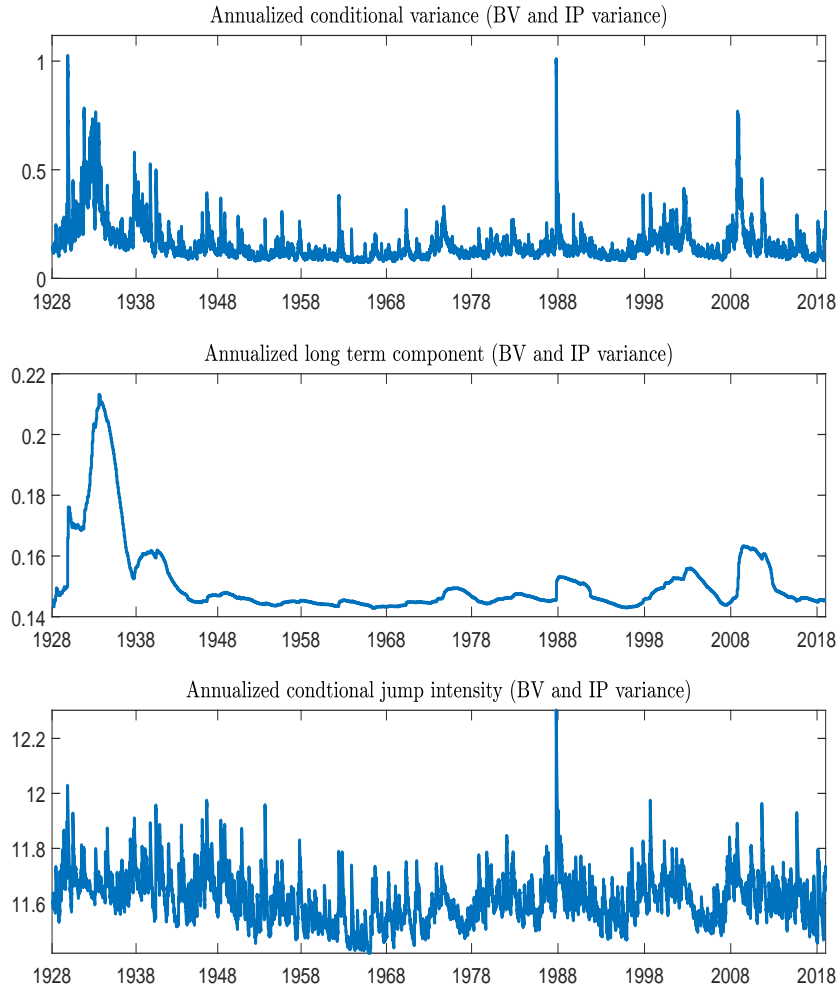 Annualized conditional variance (BV and IP variance)
1
0.5
0
1928 1938 1948 1958 1968 1978 1988 1998 2008 2018
Annualized long term component (BV and IP variance)
0.22
0.2
0.18
0.16
0.14
1928 1938 1948 1958 1968 1978 1988 1998 2008 2018
Annualized condtional jump intensity (BV and IP variance)
12.2
12
11.8
11.6
1928 1938 1948 1958 1968 1978 1988 1998 2008 2018